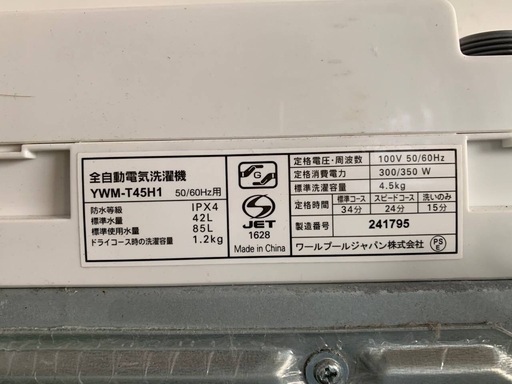 全自動電気洗濯機
YWM-T45H1 50/60Hz用
防水等級 IPX4
標準水量 42L
標準使用水量 85L
ドライコース時の洗濯容量 1.2kg
G
JET
1628
Made in China
定格電圧・周波数 100V 50/60Hz
定格消費電力 300/350 W
標準洗濯容量 4.5kg
定格時間 標準コース 34分 スピードコース 24分 洗いのみ 15分
製造番号 241795
ワールプールジャパン株式会社
PS
E